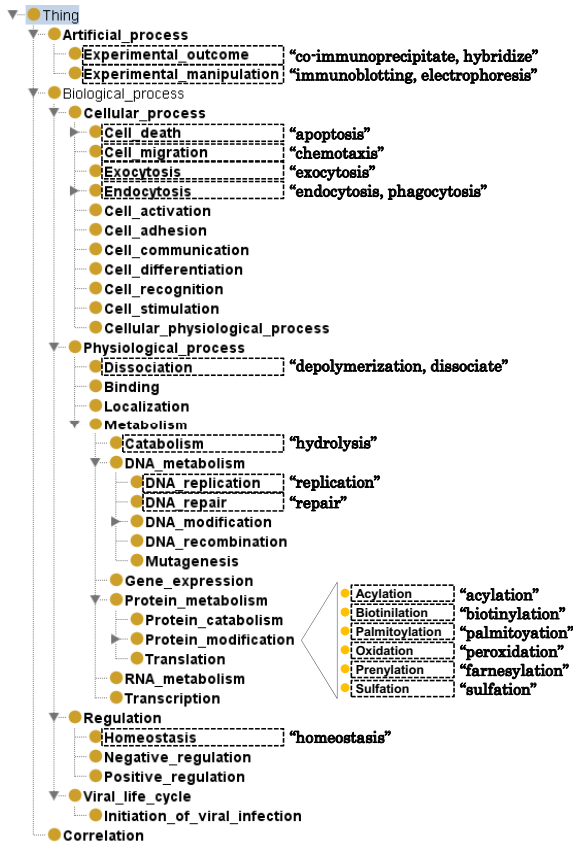 Thing
Artificial_process
Experimental_outcome “co-immunoprecipitate, hybridize”
Experimental_manipulation “immunoblotting, electrophoresis”
Biological_process
Cellular_process
Cell_death “apoptosis”
Cell_migration “chemotaxis”
Exocytosis “exocytosis”
Endocytosis “endocytosis, phagocytosis”
Cell_activation
Cell_adhesion
Cell_communication
Cell_differentiation
Cell_recognition
Cell_stimulation
Cellular_physiological_process
Physiological_process
Dissociation “depolymerization, dissociate”
Binding
Localization
Metabolism
Catabolism “hydrolysis”
DNA_metabolism
DNA_replication “replication”
DNA_repair “repair”
DNA_modification
DNA_recombination
Mutagenesis
Gene_expression
Protein_metabolism
Protein_catabolism
Protein_modification
Translation
Acylation “acylation”
Biotinilation “biotinylation”
Palmitoylation “palmitoyation”
Oxidation “peroxidation”
Prenylation “farnesylation”
Sulfation “sulfation”
RNA_metabolism
Transcription
Regulation
Homeostasis “homeostasis”
Negative_regulation
Positive_regulation
Viral_life_cycle
Initiation_of_viral_infection
Correlation